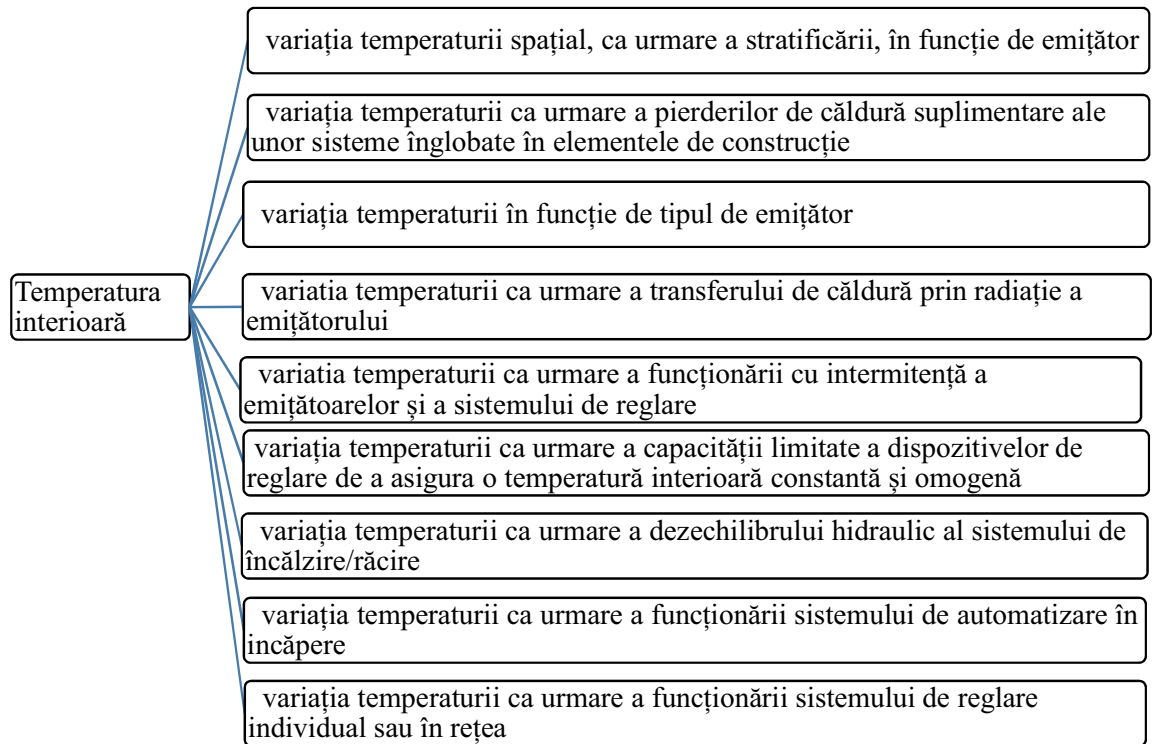 variația temperaturii spațial, ca urmare a stratificării, în funcție de emițător
variația temperaturii ca urmare a pierderilor de căldură suplimentare ale
unor sisteme înglobate în elementele de construcție
variația temperaturii în funcție de tipul de emițător
Temperatura
interioară
variatia temperaturii ca urmare a transferului de căldură prin radiație a
emițătorului
variatia temperaturii ca urmare a funcționării cu intermitență a
emițătoarelor și a sistemului de reglare
variația temperaturii ca urmare a capacității limitate a dispozitivelor de
reglare de a asigura o temperatură interioară constantă și omogenă
variația temperaturii ca urmare a dezechilibrului hidraulic al sistemului de
încălzire/răcire
variația temperaturii ca urmare a funcționării sistemului de automatizare în
incăpere
variația temperaturii ca urmare a funcționării sistemului de reglare
individual sau în rețea